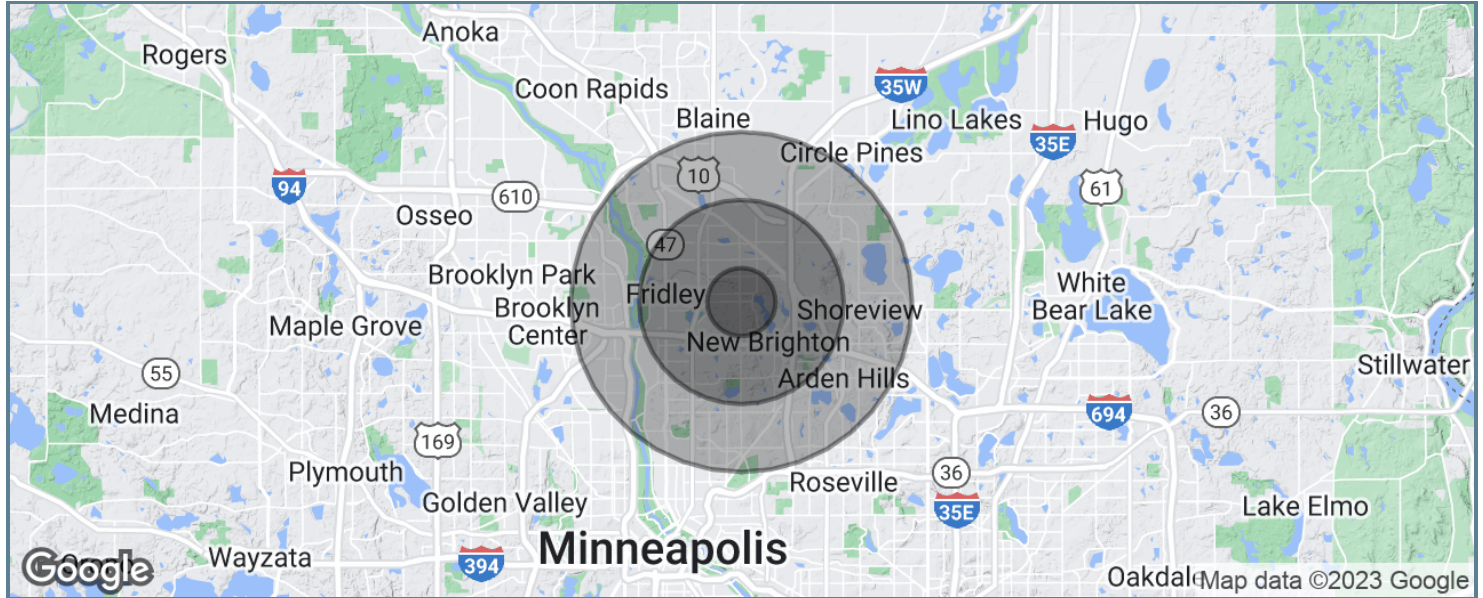 Anoka
Rogers
Coon Rapids
35W
Blaine
Lino Lakes
Hugo
35E
Circle Pines
10
94
61
610
Osseo
47
Brooklyn Park
White
Bear Lake
Fridley
Brooklyn
Center
Shoreview
Maple Grove
New Brighton
Stillwater
55
Arden Hills
Medina
694
36
169
Plymouth
36
Roseville
Golden Valley
35E
Lake Elmo
Minneapolis
Wayzata
394
Google
Oakdale
Map data ©2023 Google